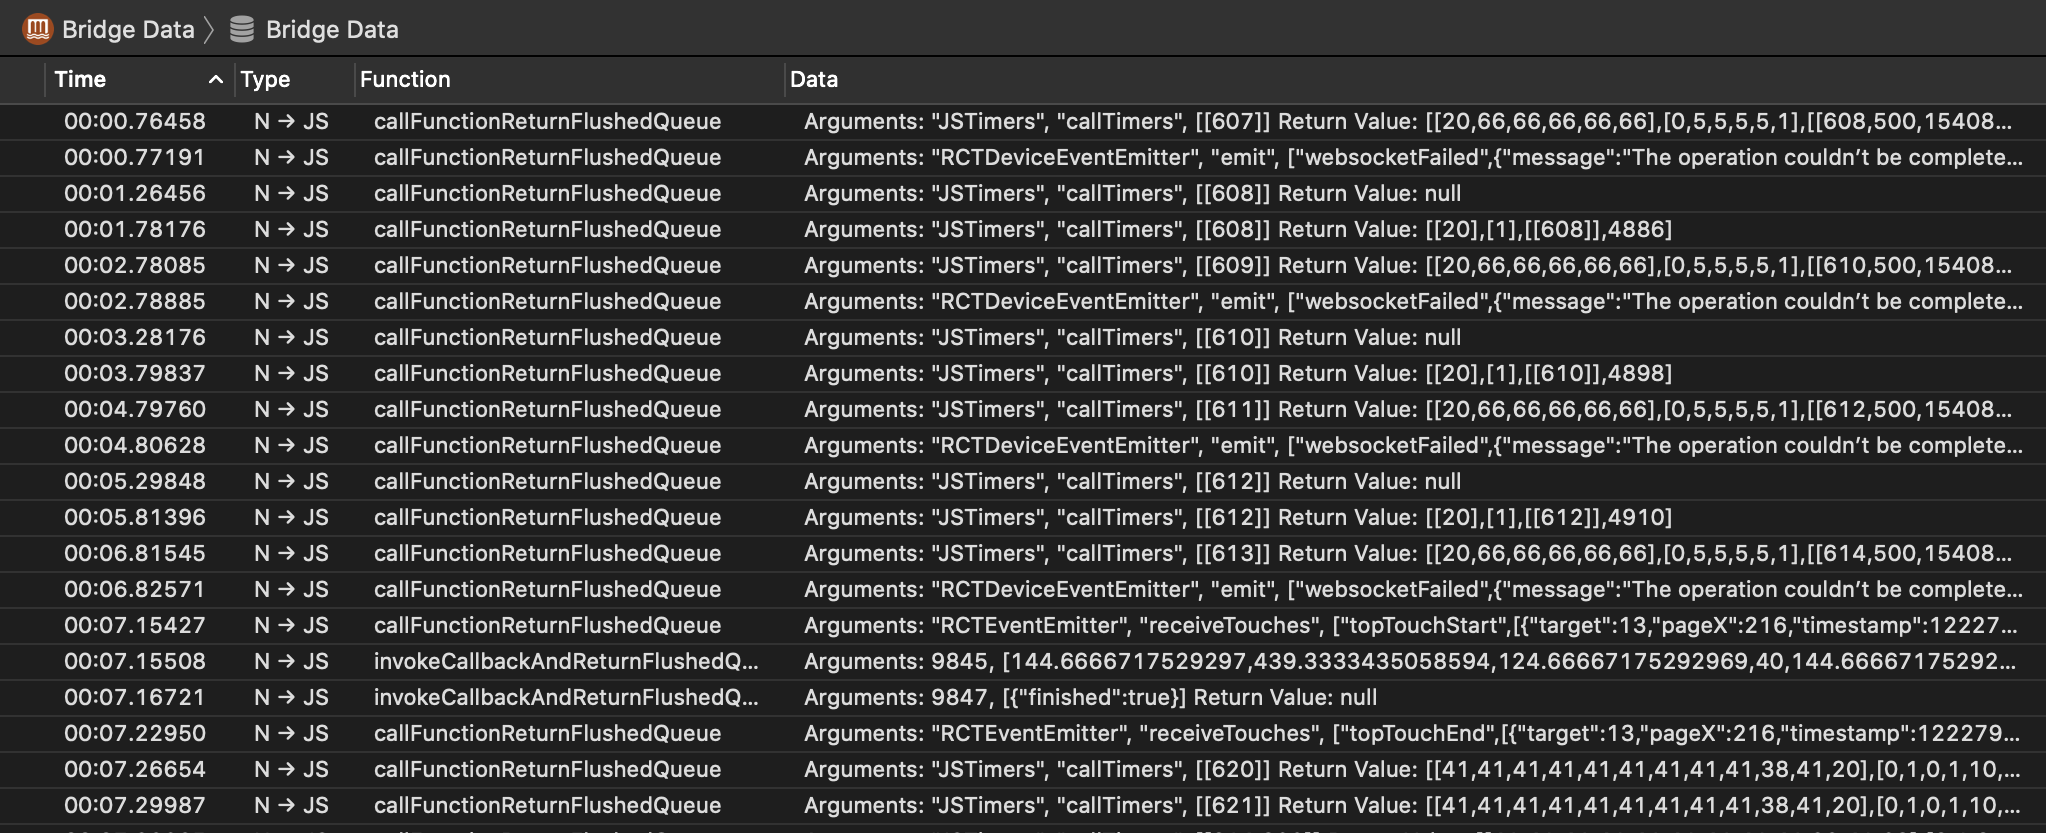 Bridge Data Bridge Data
Time Type Function Data
00:00.76458 N → JS callFunctionReturnFlushedQueue Arguments: "JSTimers", "callTimers", [[607]] Return Value: [[20,66,66,66,66,66],[0,5,5,5,5,1],[[608,500,15408...
00:00.77191 N → JS callFunctionReturnFlushedQueue Arguments: "RCTDeviceEventEmitter", "emit", ["websocketFailed",{"message":"The operation couldn’t be complete...
00:01.26456 N → JS callFunctionReturnFlushedQueue Arguments: "JSTimers", "callTimers", [[608]] Return Value: null
00:01.78176 N → JS callFunctionReturnFlushedQueue Arguments: "JSTimers", "callTimers", [[608]] Return Value: [[20],[1],[[608]],4886]
00:02.78085 N → JS callFunctionReturnFlushedQueue Arguments: "JSTimers", "callTimers", [[609]] Return Value: [[20,66,66,66,66,66],[0,5,5,5,5,1],[[610,500,15408...
00:02.78885 N → JS callFunctionReturnFlushedQueue Arguments: "RCTDeviceEventEmitter", "emit", ["websocketFailed",{"message":"The operation couldn’t be complete...
00:03.28176 N → JS callFunctionReturnFlushedQueue Arguments: "JSTimers", "callTimers", [[610]] Return Value: null
00:03.79837 N → JS callFunctionReturnFlushedQueue Arguments: "JSTimers", "callTimers", [[610]] Return Value: [[20],[1],[[610]],4898]
00:04.79760 N → JS callFunctionReturnFlushedQueue Arguments: "JSTimers", "callTimers", [[611]] Return Value: [[20,66,66,66,66,66],[0,5,5,5,5,1],[[612,500,15408...
00:04.80628 N → JS callFunctionReturnFlushedQueue Arguments: "RCTDeviceEventEmitter", "emit", ["websocketFailed",{"message":"The operation couldn’t be complete...
00:05.29848 N → JS callFunctionReturnFlushedQueue Arguments: "JSTimers", "callTimers", [[612]] Return Value: null
00:05.81396 N → JS callFunctionReturnFlushedQueue Arguments: "JSTimers", "callTimers", [[612]] Return Value: [[20],[1],[[612]],4910]
00:06.81545 N → JS callFunctionReturnFlushedQueue Arguments: "JSTimers", "callTimers", [[613]] Return Value: [[20,66,66,66,66,66],[0,5,5,5,5,1],[[614,500,15408...
00:06.82571 N → JS callFunctionReturnFlushedQueue Arguments: "RCTDeviceEventEmitter", "emit", ["websocketFailed",{"message":"The operation couldn’t be complete...
00:07.15427 N → JS callFunctionReturnFlushedQueue Arguments: "RCTEventEmitter", "receiveTouches", ["topTouchStart",[{"target":13,"pageX":216,"timestamp":12227...
00:07.15508 N → JS invokeCallbackAndReturnFlushedQ... Arguments: 9845, [144.6666717529297,439.3333435058594,124.66667175292969,40,144.66667175292...
00:07.16721 N → JS invokeCallbackAndReturnFlushedQ... Arguments: 9847, [{"finished":true}] Return Value: null
00:07.22950 N → JS callFunctionReturnFlushedQueue Arguments: "RCTEventEmitter", "receiveTouches", ["topTouchEnd",[{"target":13,"pageX":216,"timestamp":122279...
00:07.26654 N → JS callFunctionReturnFlushedQueue Arguments: "JSTimers", "callTimers", [[620]] Return Value: [[41,41,41,41,41,41,41,41,41,38,41,20],[0,1,0,1,10,...
00:07.29987 N → JS callFunctionReturnFlushedQueue Arguments: "JSTimers", "callTimers", [[621]] Return Value: [[41,41,41,41,41,41,41,41,41,38,41,20],[0,1,0,1,10,...